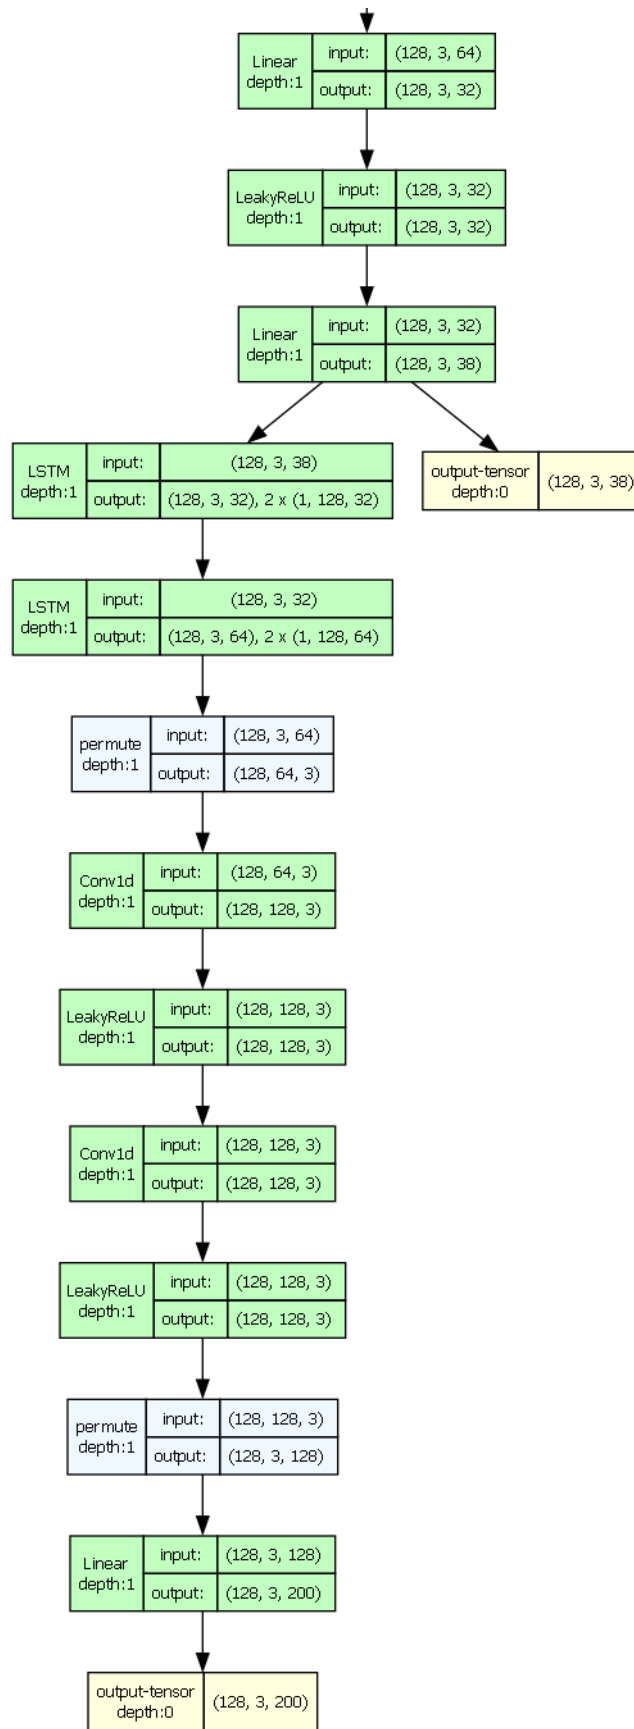 Linear
depth:1
input:
(128, 3, 64)
output:
(128, 3, 32)
LeakyReLU
depth:1
input:
(128, 3, 32)
output:
(128, 3, 32)
Linear
depth:1
input:
(128, 3, 32)
output:
(128, 3, 38)
LSTM
depth:1
input:
(128, 3, 38)
output:
(128, 3, 32), 2 x (1, 128, 32)
output-tensor
depth:0
(128, 3, 38)
LSTM
depth:1
input:
(128, 3, 32)
output:
(128, 3, 64), 2 x (1, 128, 64)
permute
depth:1
input:
(128, 3, 64)
output:
(128, 64, 3)
Conv1d
depth:1
input:
(128, 64, 3)
output:
(128, 128, 3)
LeakyReLU
depth:1
input:
(128, 128, 3)
output:
(128, 128, 3)
Conv1d
depth:1
input:
(128, 128, 3)
output:
(128, 128, 3)
LeakyReLU
depth:1
input:
(128, 128, 3)
output:
(128, 128, 3)
permute
depth:1
input:
(128, 128, 3)
output:
(128, 3, 128)
Linear
depth:1
input:
(128, 3, 128)
output:
(128, 3, 200)
output-tensor
depth:0
(128, 3, 200)